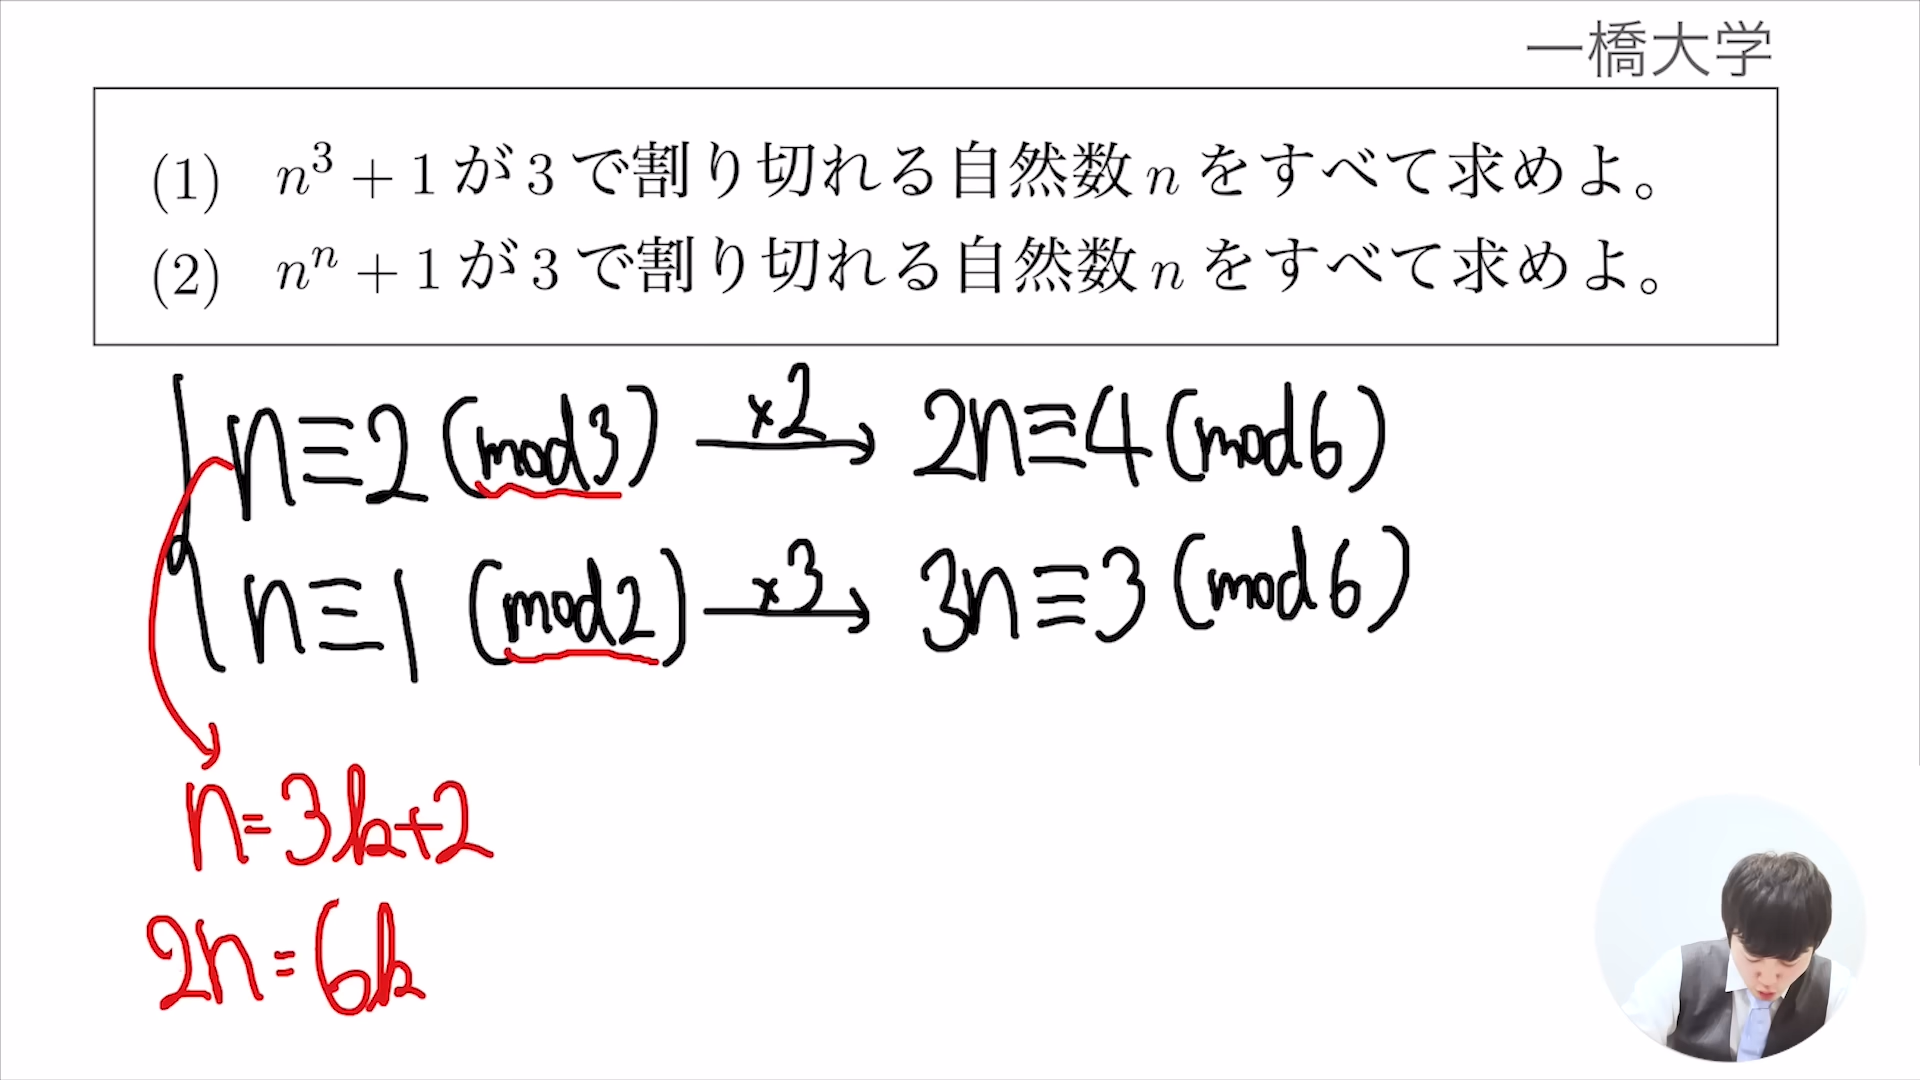 一橋大学
(1) n³ + 1 が 3 で割り切れる自然数 n をすべて求めよ。
(2) nⁿ + 1 が 3 で割り切れる自然数 n をすべて求めよ。
n≡2 (mod3) ×2 → 2n≡4 (mod6)
n≡1 (mod2) ×3 → 3n≡3 (mod6)
n=3k+2
2n=6k